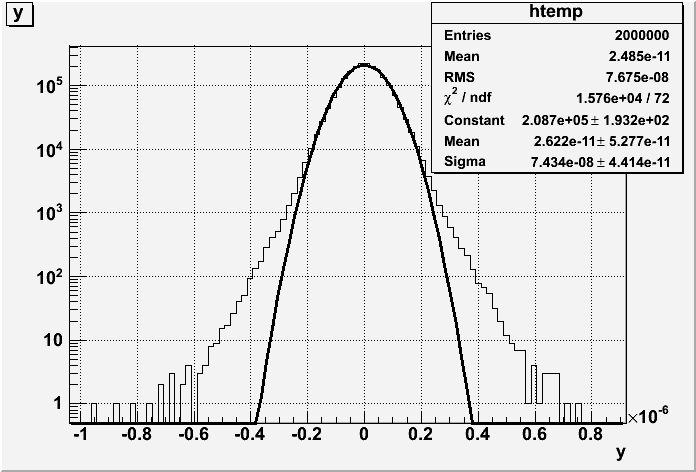 y
htemp
Entries 2000000
Mean 2.485e-11
RMS 7.675e-08
χ² / ndf 1.576e+04 / 72
Constant 2.087e+05 ± 1.932e+02
Mean 2.622e-11 ± 5.277e-11
Sigma 7.434e-08 ± 4.414e-11
10⁵
10⁴
10³
10²
10
1
-1 -0.8 -0.6 -0.4 -0.2 0 0.2 0.4 0.6 0.8
×10⁻⁶
y